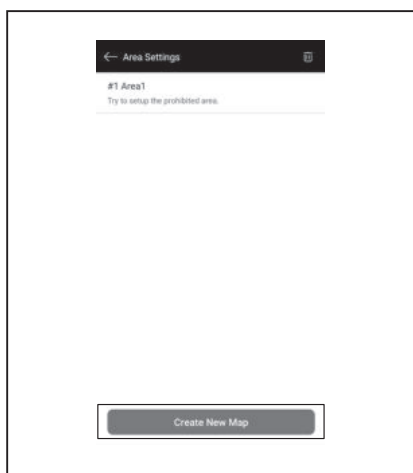 Area Settings
#1 Area1
Try to setup the prohibited area.
Create New Map